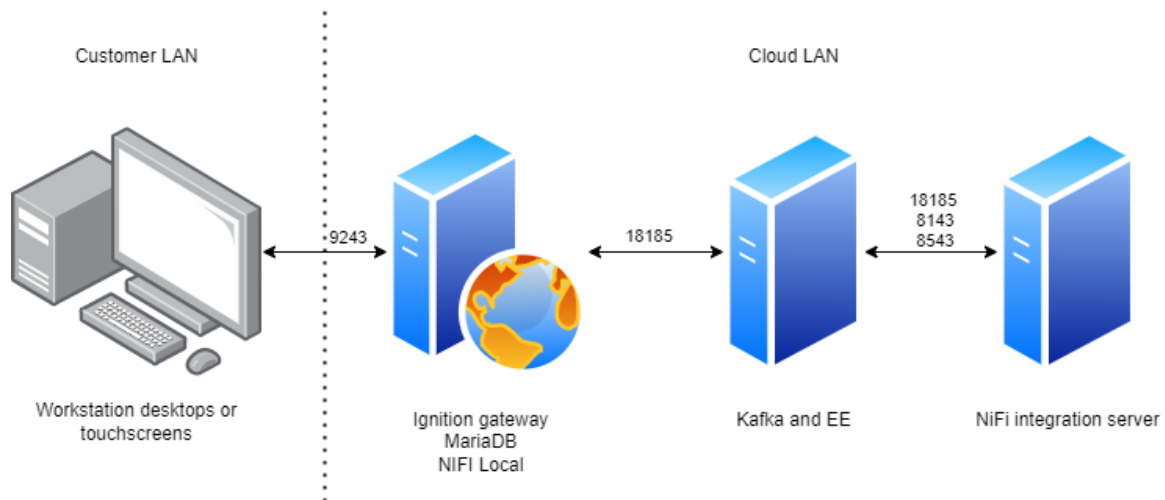 Customer LAN
Cloud LAN
9243
18185
18185
8143
8543
Workstation desktops or
touchscreens
Ignition gateway
MariaDB
NIFI Local
Kafka and EE
NiFi integration server